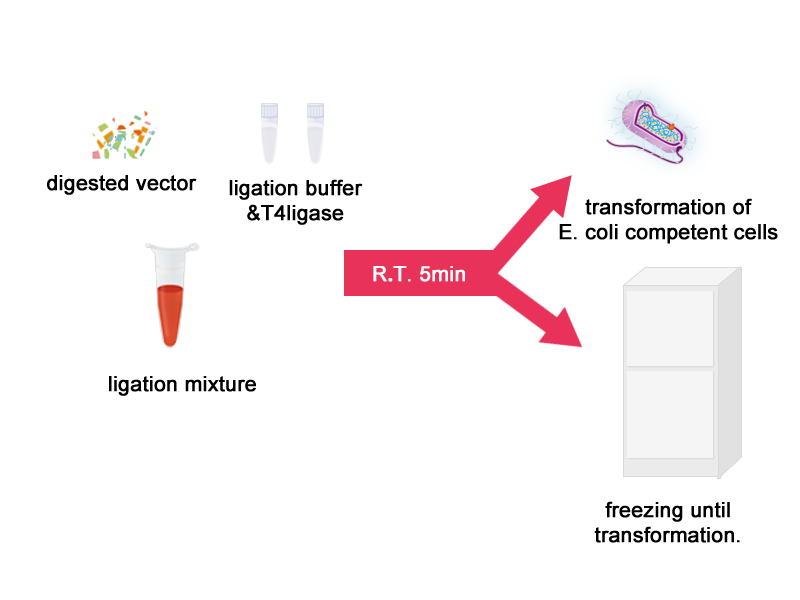 digested vector
ligation buffer
&T4ligase
ligation mixture
R.T. 5min
transformation of
E. coli competent cells
freezing until
transformation.